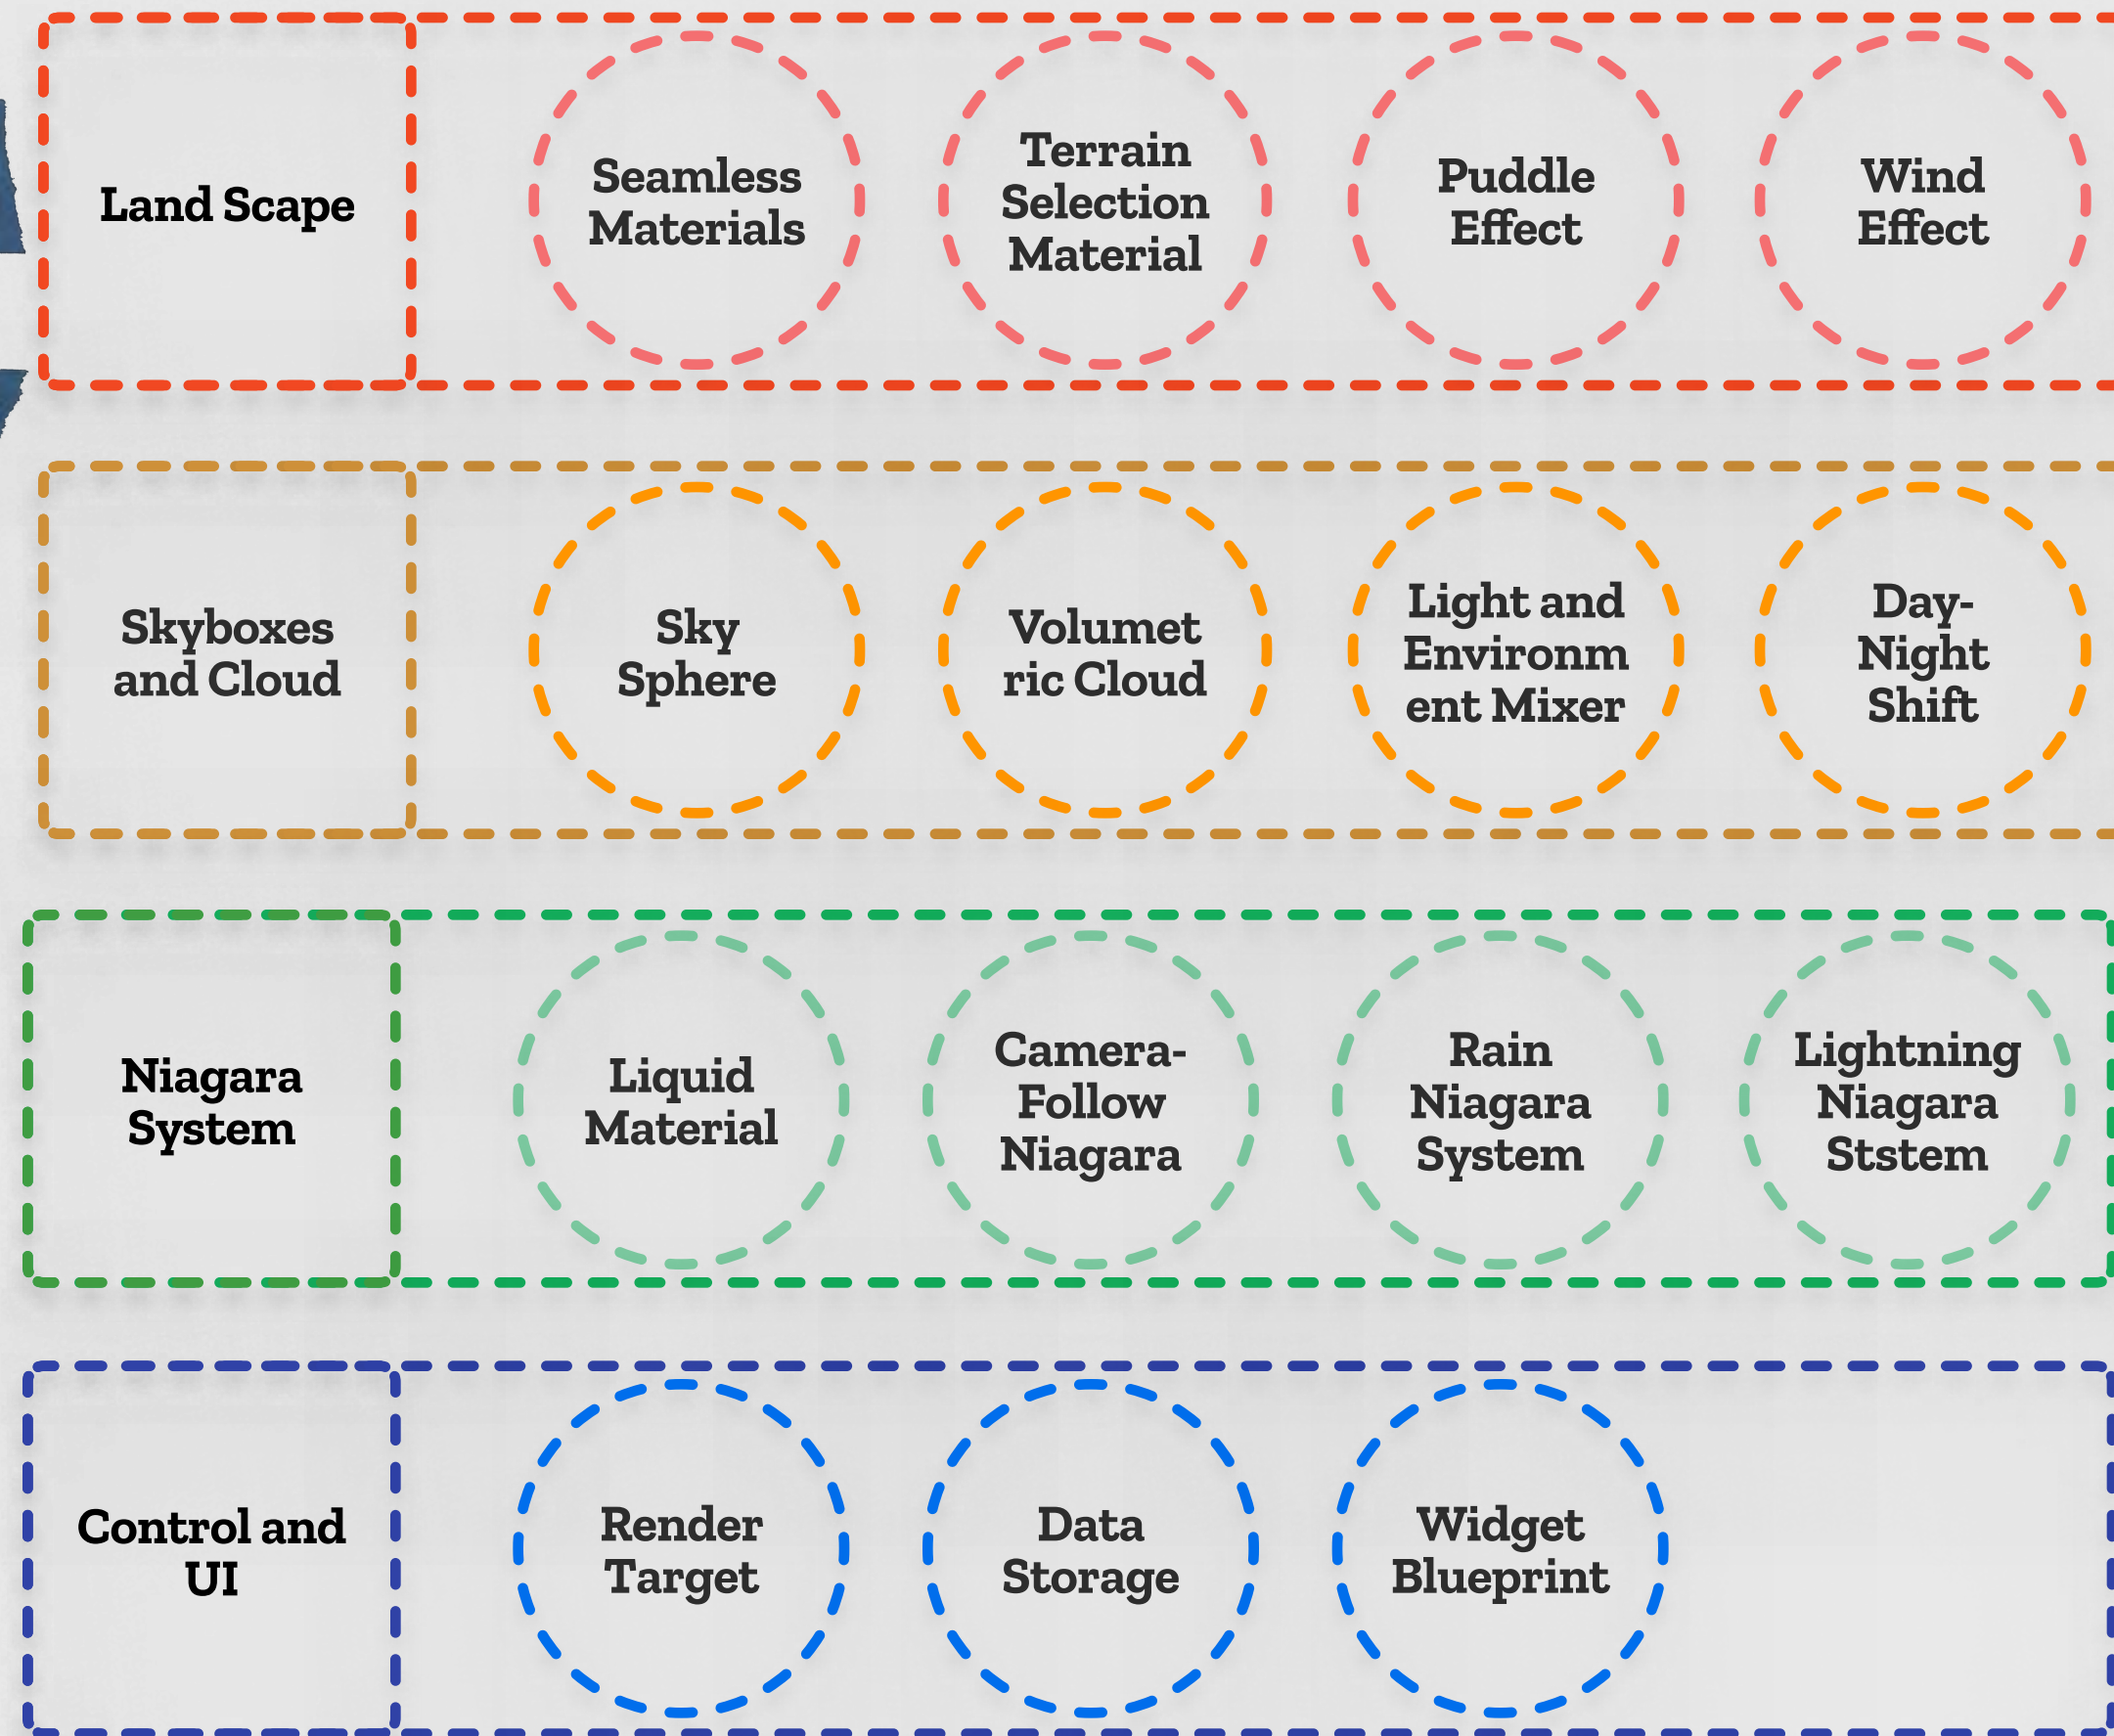 Land Scape
Seamless
Materials
Terrain
Selection
Material
Puddle
Effect
Wind
Effect
Skyboxes
and Cloud
Sky
Sphere
Volumet
ric Cloud
Light and
Environm
ent Mixer
Day-
Night
Shift
Niagara
System
Liquid
Material
Camera-
Follow
Niagara
Rain
Niagara
System
Lightning
Niagara
Ststem
Control and
UI
Render
Target
Data
Storage
Widget
Blueprint